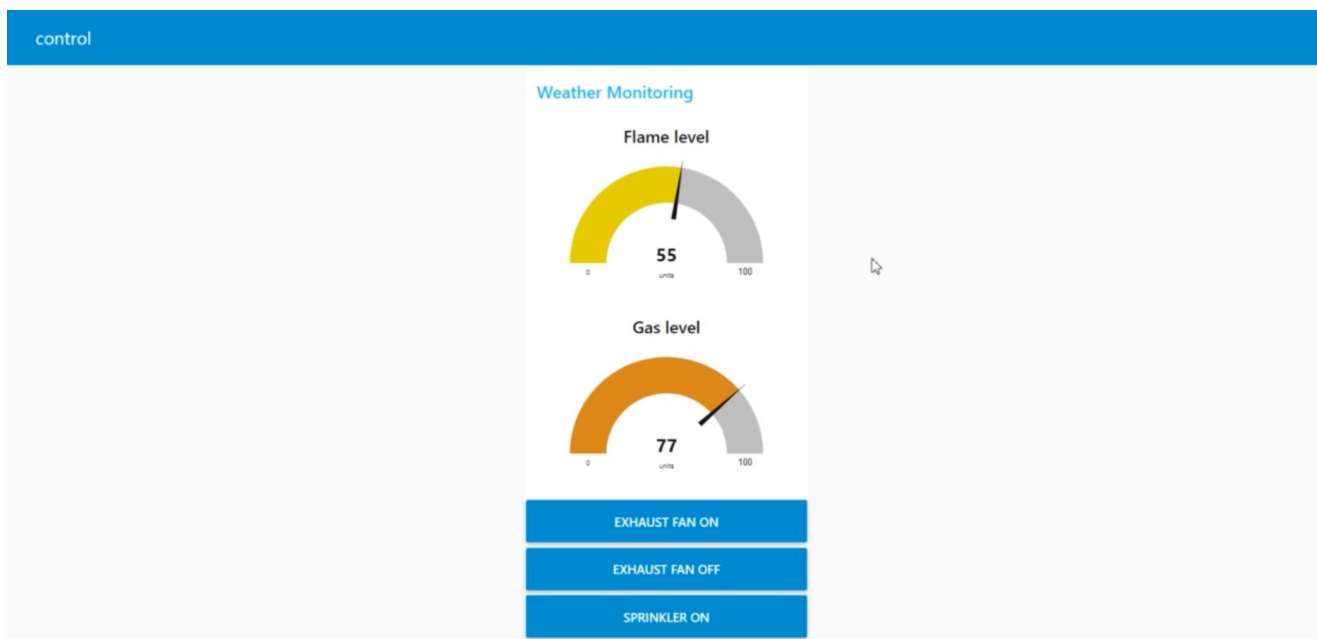 control
Weather Monitoring
Flame level
55
units
0
100
Gas level
77
units
0
100
EXHAUST FAN ON
EXHAUST FAN OFF
SPRINKLER ON